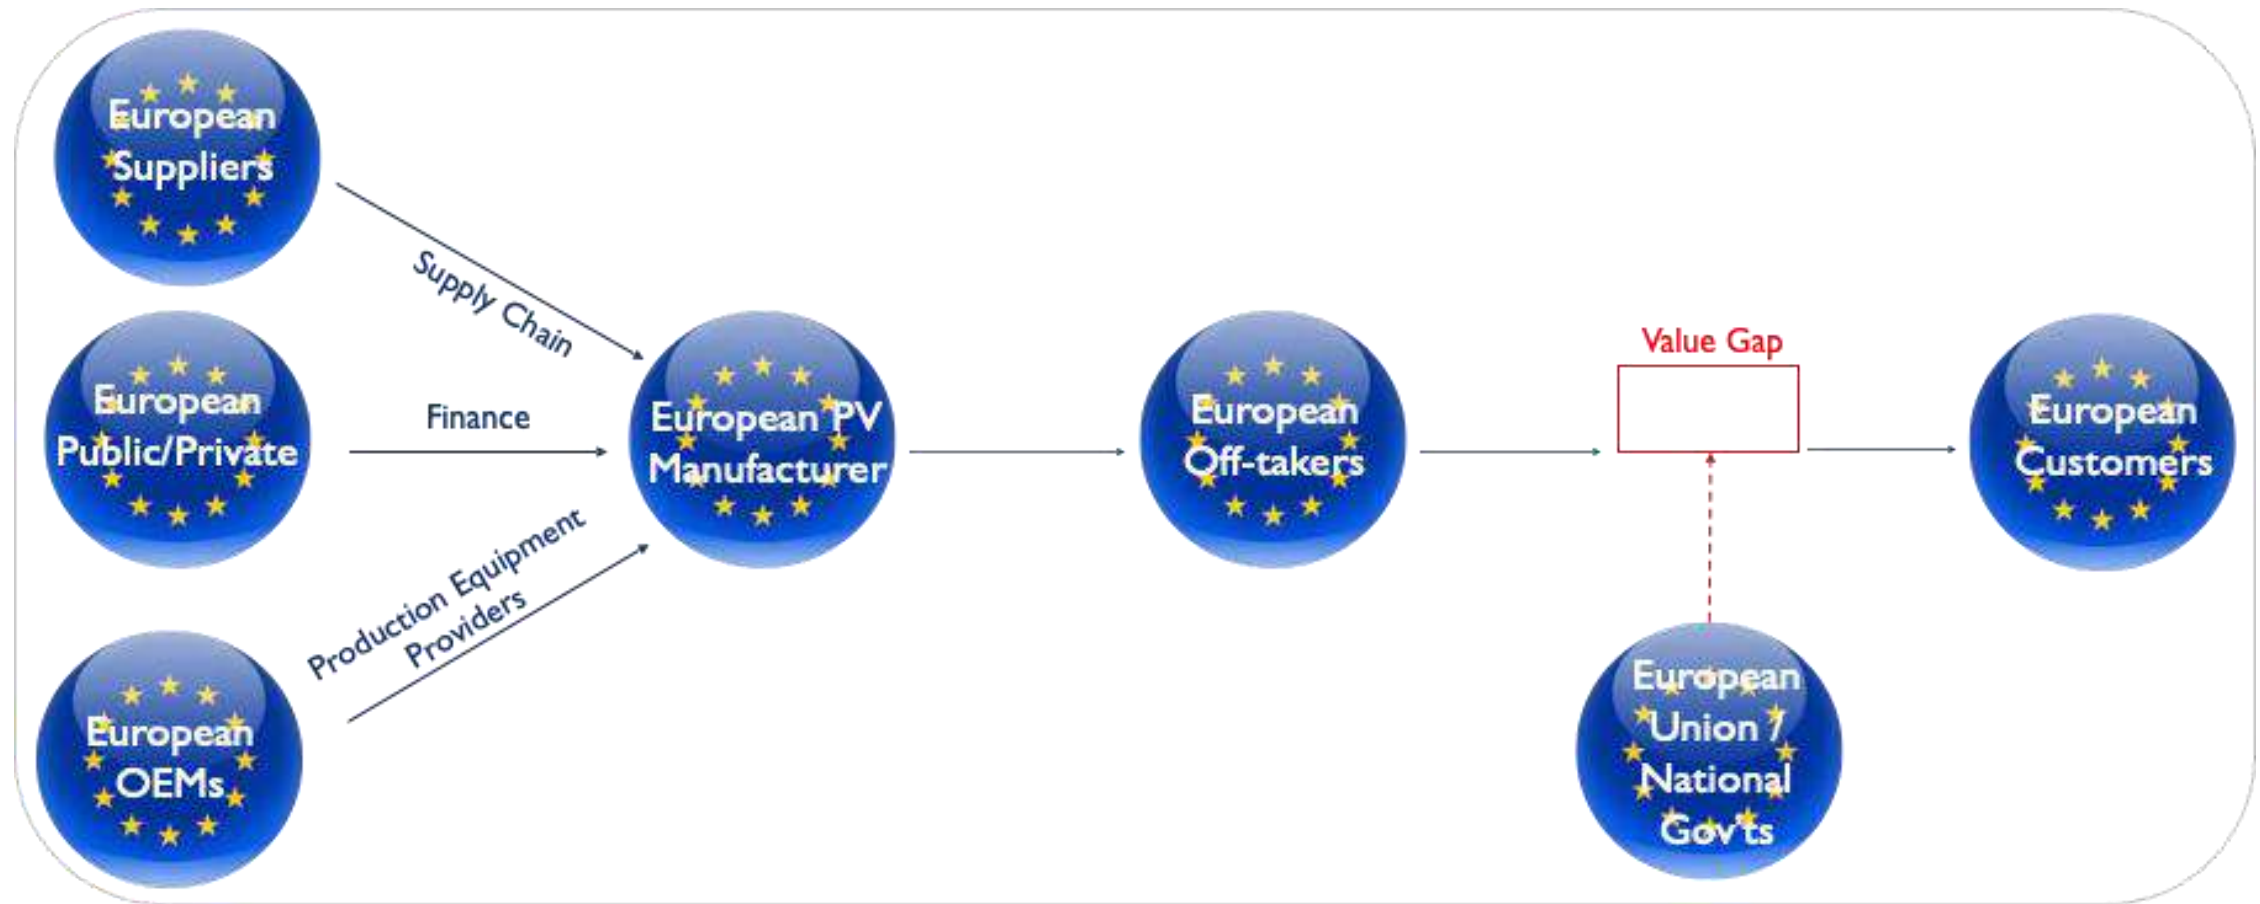 European
Suppliers
Supply Chain
European
Public/Private
Finance
European PV
Manufacturer
European
Off-takers
Value Gap
European
Customers
Production Equipment
Providers
European
OEMs
European
Union /
National
Gov'ts